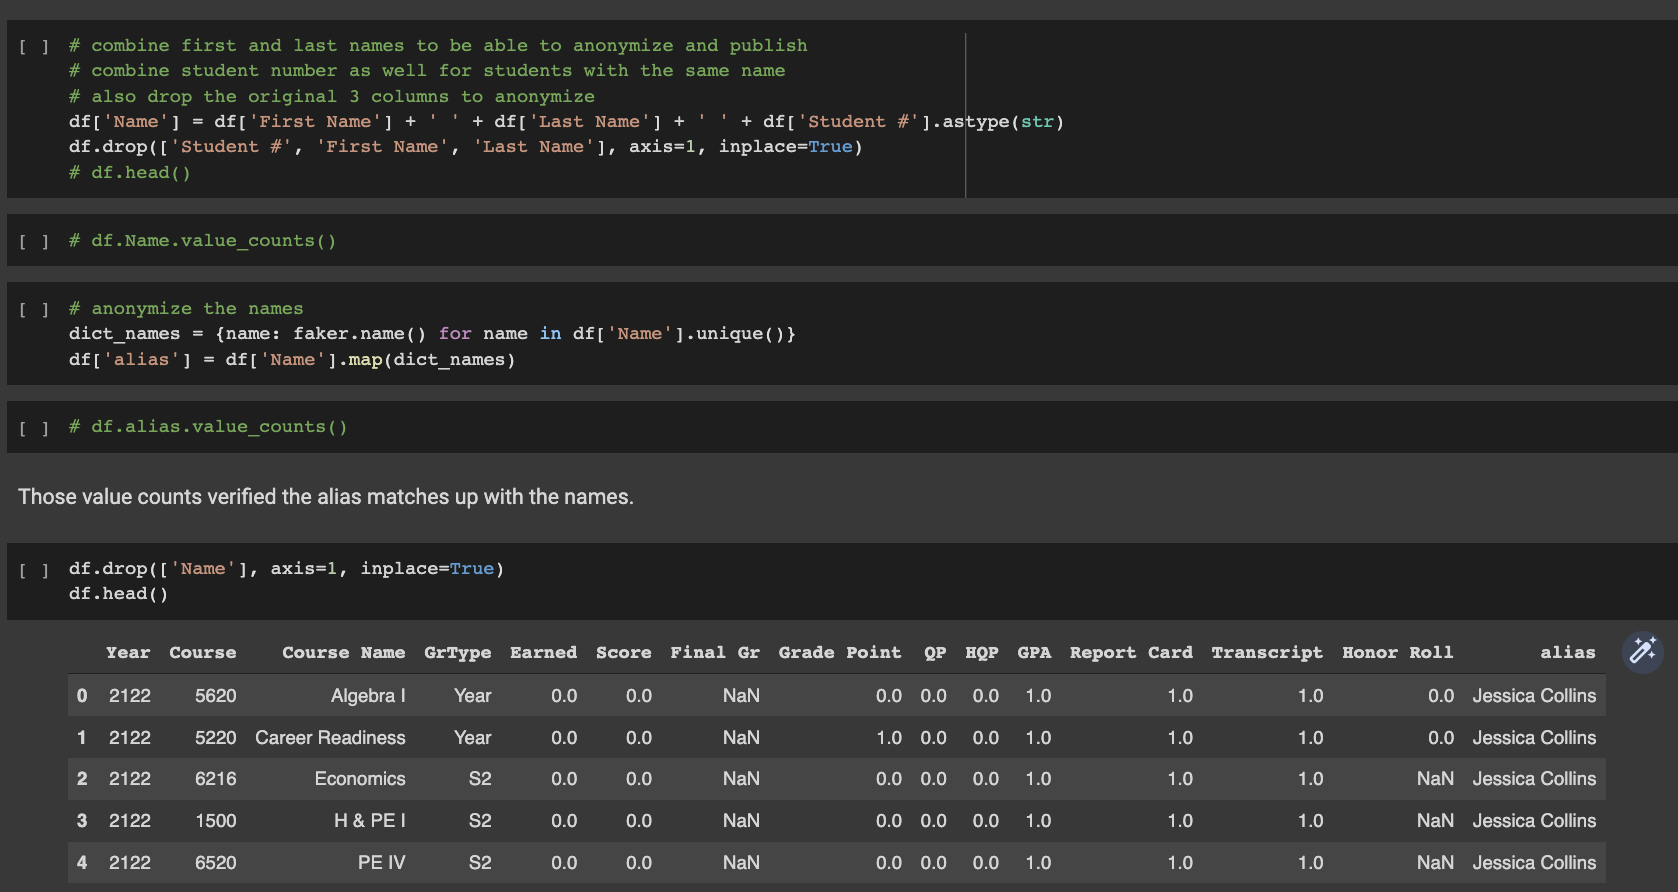 [ ] # combine first and last names to be able to anonymize and publish
# combine student number as well for students with the same name
# also drop the original 3 columns to anonymize
df['Name'] = df['First Name'] + ' ' + df['Last Name'] + ' ' + df['Student #'].astype(str)
df.drop(['Student #', 'First Name', 'Last Name'], axis=1, inplace=True)
# df.head()
[ ] # df.Name.value_counts()
[ ] # anonymize the names
dict_names = {name: faker.name() for name in df['Name'].unique()}
df['alias'] = df['Name'].map(dict_names)
[ ] # df.alias.value_counts()
Those value counts verified the alias matches up with the names.
[ ] df.drop(['Name'], axis=1, inplace=True)
df.head()
Year Course Course Name GrType Earned Score Final Gr Grade Point QP HQP GPA Report Card Transcript Honor Roll alias
0 2122 5620 Algebra I Year 0.0 0.0 NaN 0.0 0.0 0.0 1.0 1.0 1.0 0.0 Jessica Collins
1 2122 5220 Career Readiness Year 0.0 0.0 NaN 1.0 0.0 0.0 1.0 1.0 1.0 0.0 Jessica Collins
2 2122 6216 Economics S2 0.0 0.0 NaN 0.0 0.0 0.0 1.0 1.0 1.0 NaN Jessica Collins
3 2122 1500 H & PE I S2 0.0 0.0 NaN 0.0 0.0 0.0 1.0 1.0 1.0 NaN Jessica Collins
4 2122 6520 PE IV S2 0.0 0.0 NaN 0.0 0.0 0.0 1.0 1.0 1.0 NaN Jessica Collins